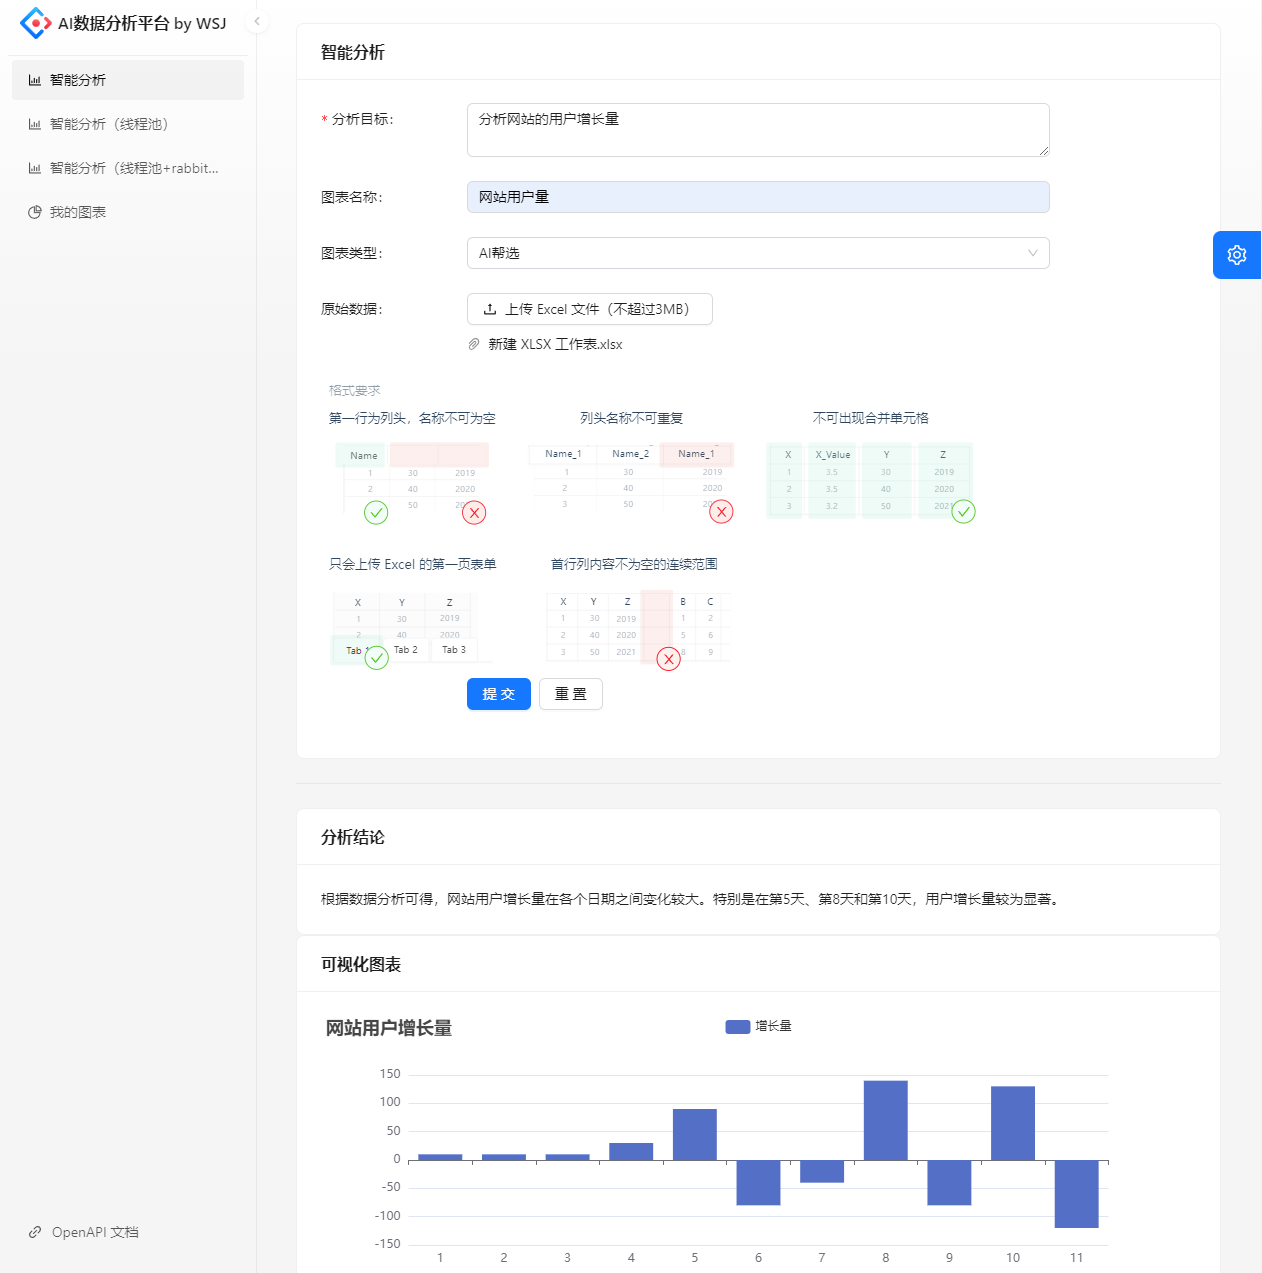 AI数据分析平台 by WSJ
智能分析
智能分析（线程池）
智能分析（线程池+rabbit...
我的图表
OpenAPI 文档
智能分析
* 分析目标：
分析网站的用户增长量
图表名称：
网站用户量
图表类型：
AI帮选
原始数据：
上传 Excel 文件（不超过3MB）
新建 XLSX 工作表.xlsx
格式要求
第一行为列头，名称不可为空
Name
1 30 2019
2 40 2020
50
列头名称不可重复
Name_1 Name_2 Name_1
1 30 2019
2 40 2020
3 50
不可出现合并单元格
X X_Value Y Z
1 3.5 30 2019
2 3.5 40 2020
3 3.2 50 2021
只会上传 Excel 的第一页表单
X Y Z
1 30 2019
2 40 2020
Tab 1 Tab 2 Tab 3
首行列内容不为空的连续范围
X Y Z B C
1 30 2019 1 2
2 40 2020 5 6
3 50 2021 8 9
提 交
重 置
分析结论
根据数据分析可得，网站用户增长量在各个日期之间变化较大。特别是在第5天、第8天和第10天，用户增长量较为显著。
可视化图表
网站用户增长量
增长量
150
100
50
0
-50
-100
-150
1 2 3 4 5 6 7 8 9 10 11